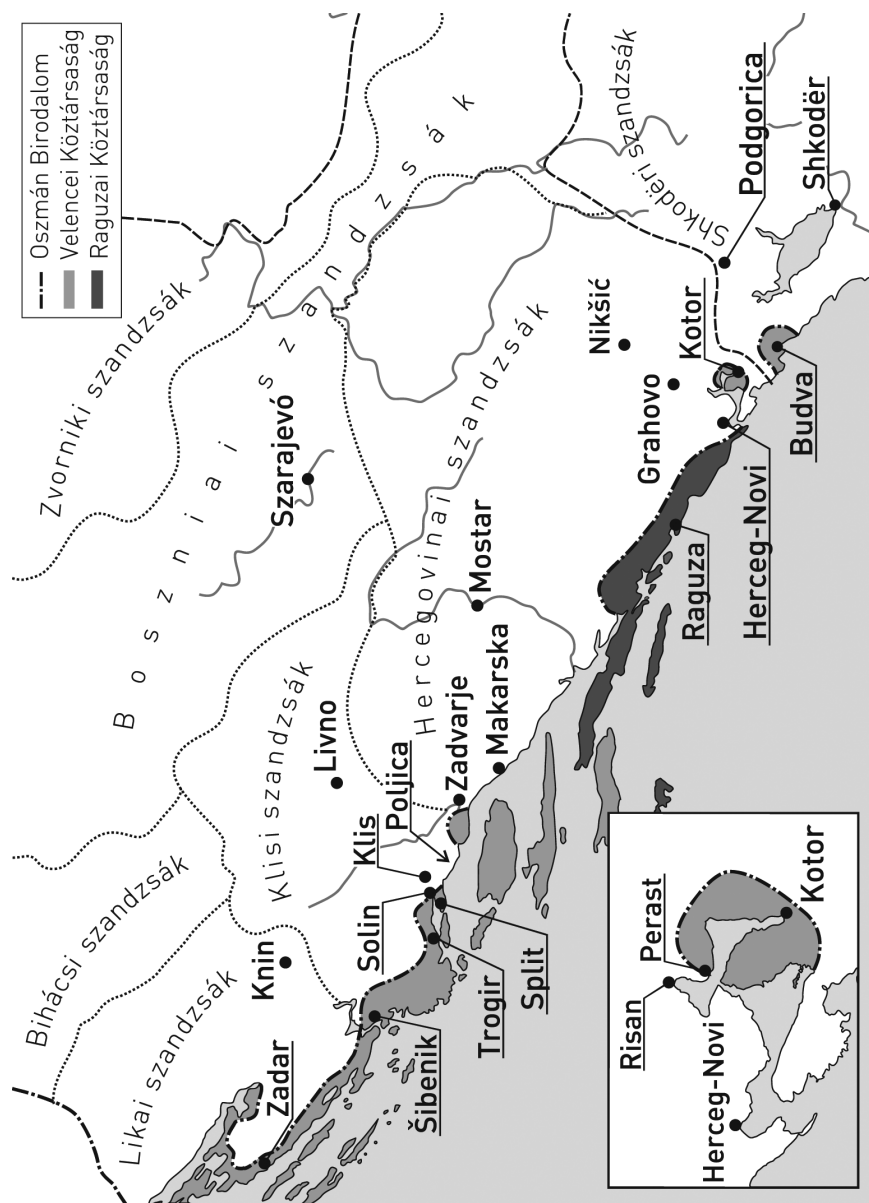 Oszmán Birodalom
Velencei Köztársaság
Raguzai Köztársaság
Zvorniki szandzsák
Boszniai szandzsák
Szarajevó
Bihácsi szandzsák
Likai szandzsák
Klisi szandzsák
Hercegovinai szandzsák
Shkodëri szandzsák
Knin
Livno
Zadar
Šibenik
Trogir
Split
Solin
Klis
Poljica
Zadvarje
Makarska
Mostar
Raguza
Herceg-Novi
Grahovo
Nikšić
Kotor
Budva
Podgorica
Shkodër
Risan
Perast
Herceg-Novi
Kotor